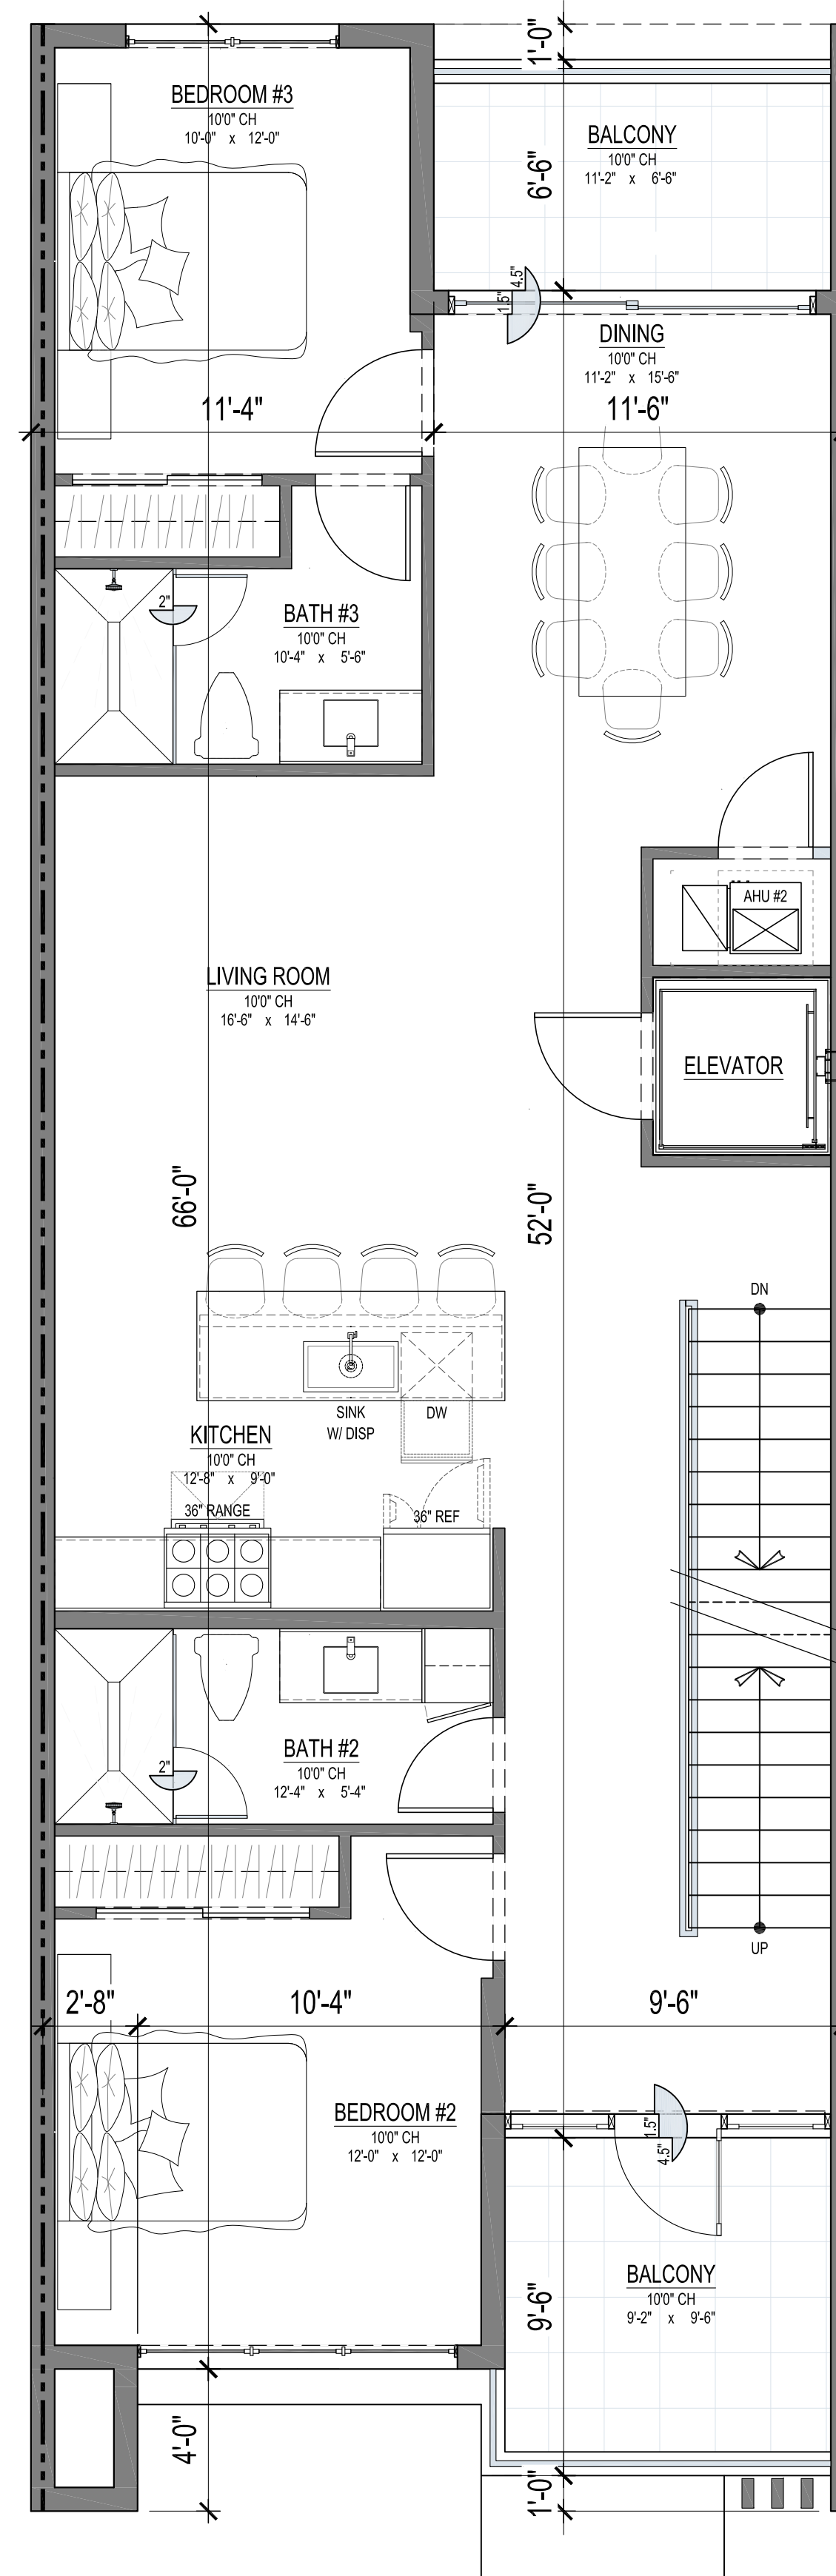 1'-0"
BEDROOM #3
10'0" CH
10'-0" x 12'-0"
BALCONY
10'0" CH
11'-2" x 6'-6"
6'-6"
4.5"
1.5"
DINING
10'0" CH
11'-2" x 15'-6"
11'-4"
11'-6"
2"
BATH #3
10'0" CH
10'-4" x 5'-6"
AHU #2
LIVING ROOM
10'0" CH
16'-6" x 14'-6"
ELEVATOR
66'-0"
52'-0"
DN
SINK
W/ DISP
DW
KITCHEN
10'0" CH
12'-8" x 9'-0"
36" RANGE
36" REF
BATH #2
10'0" CH
12'-4" x 5'-4"
2"
UP
2'-8"
10'-4"
9'-6"
BEDROOM #2
10'0" CH
12'-0" x 12'-0"
1.5"
4.5"
BALCONY
10'0" CH
9'-2" x 9'-6"
9'-6"
4'-0"
1'-0"